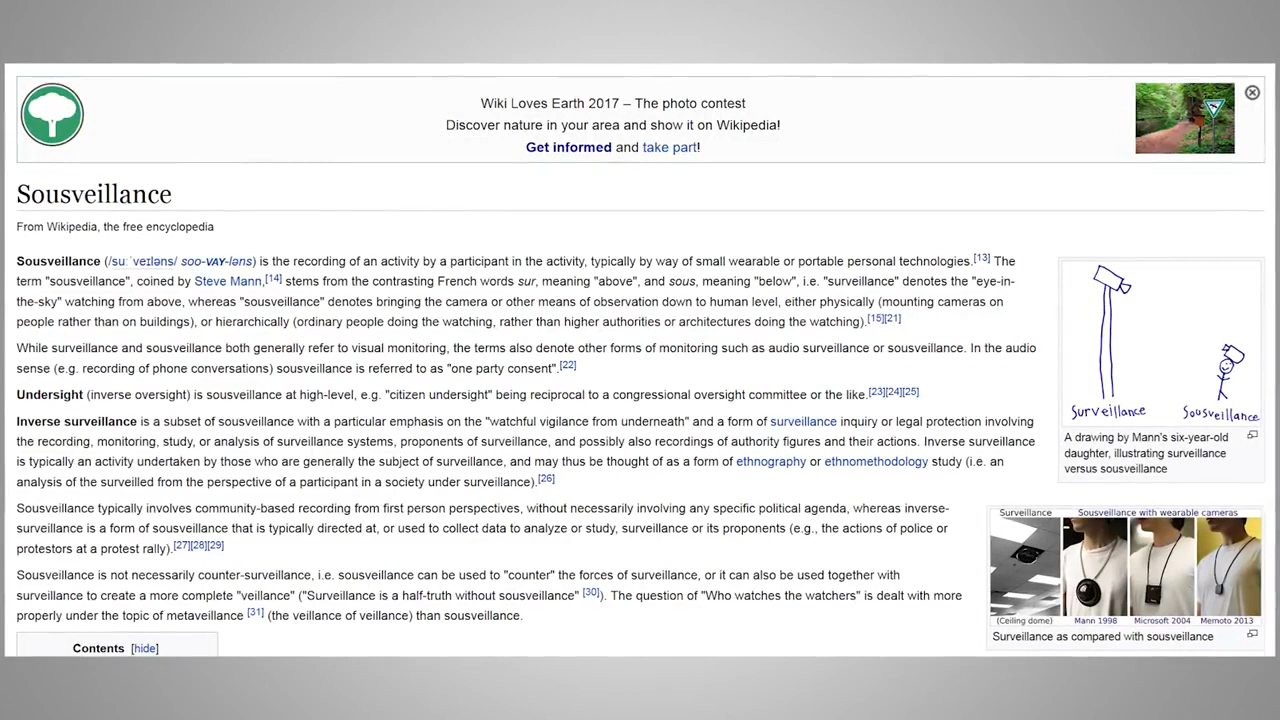 Wiki Loves Earth 2017 – The photo contest
Discover nature in your area and show it on Wikipedia!
Get informed and take part!
Sousveillance
From Wikipedia, the free encyclopedia
Sousveillance (/suːˈveɪləns/ soo-VAY-ləns) is the recording of an activity by a participant in the activity, typically by way of small wearable or portable personal technologies.[13] The
term "sousveillance", coined by Steve Mann,[14] stems from the contrasting French words sur, meaning "above", and sous, meaning "below", i.e. "surveillance" denotes the "eye-in-
the-sky" watching from above, whereas "sousveillance" denotes bringing the camera or other means of observation down to human level, either physically (mounting cameras on
people rather than on buildings), or hierarchically (ordinary people doing the watching, rather than higher authorities or architectures doing the watching).[15][21]
While surveillance and sousveillance both generally refer to visual monitoring, the terms also denote other forms of monitoring such as audio surveillance or sousveillance. In the audio
sense (e.g. recording of phone conversations) sousveillance is referred to as "one party consent".[22]
Undersight (inverse oversight) is sousveillance at high-level, e.g. "citizen undersight" being reciprocal to a congressional oversight committee or the like.[23][24][25]
Inverse surveillance is a subset of sousveillance with a particular emphasis on the "watchful vigilance from underneath" and a form of surveillance inquiry or legal protection involving
the recording, monitoring, study, or analysis of surveillance systems, proponents of surveillance, and possibly also recordings of authority figures and their actions. Inverse surveillance
is typically an activity undertaken by those who are generally the subject of surveillance, and may thus be thought of as a form of ethnography or ethnomethodology study (i.e. an
analysis of the surveilled from the perspective of a participant in a society under surveillance).[26]
Sousveillance typically involves community-based recording from first person perspectives, without necessarily involving any specific political agenda, whereas inverse-
surveillance is a form of sousveillance that is typically directed at, or used to collect data to analyze or study, surveillance or its proponents (e.g., the actions of police or
protestors at a protest rally).[27][28][29]
Sousveillance is not necessarily counter-surveillance, i.e. sousveillance can be used to "counter" the forces of surveillance, or it can also be used together with
surveillance to create a more complete "veillance" ("Surveillance is a half-truth without sousveillance" [30]). The question of "Who watches the watchers" is dealt with more
properly under the topic of metaveillance [31] (the veillance of veillance) than sousveillance.
Contents [hide]
Surveillance Sousveillance
A drawing by Mann's six-year-old
daughter, illustrating surveillance
versus sousveillance
Surveillance Sousveillance with wearable cameras
(Ceiling dome) Mann 1998 Microsoft 2004 Memoto 2013
Surveillance as compared with sousveillance